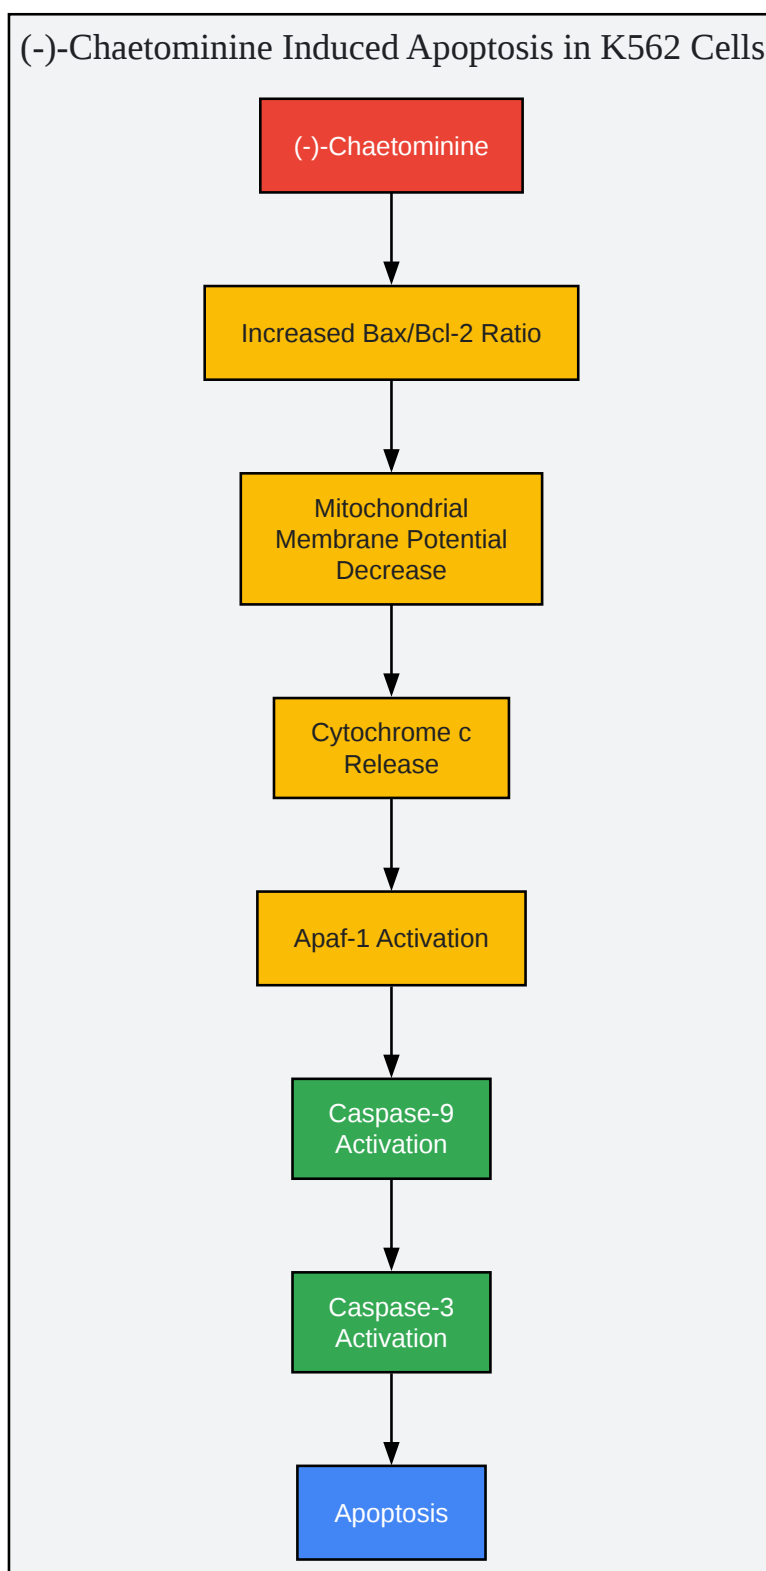 (-)-Chaetominine Induced Apoptosis in K562 Cells
(-)-Chaetominine
Increased Bax/Bcl-2 Ratio
Mitochondrial
Membrane Potential
Decrease
Cytochrome c
Release
Apaf-1 Activation
Caspase-9
Activation
Caspase-3
Activation
Apoptosis